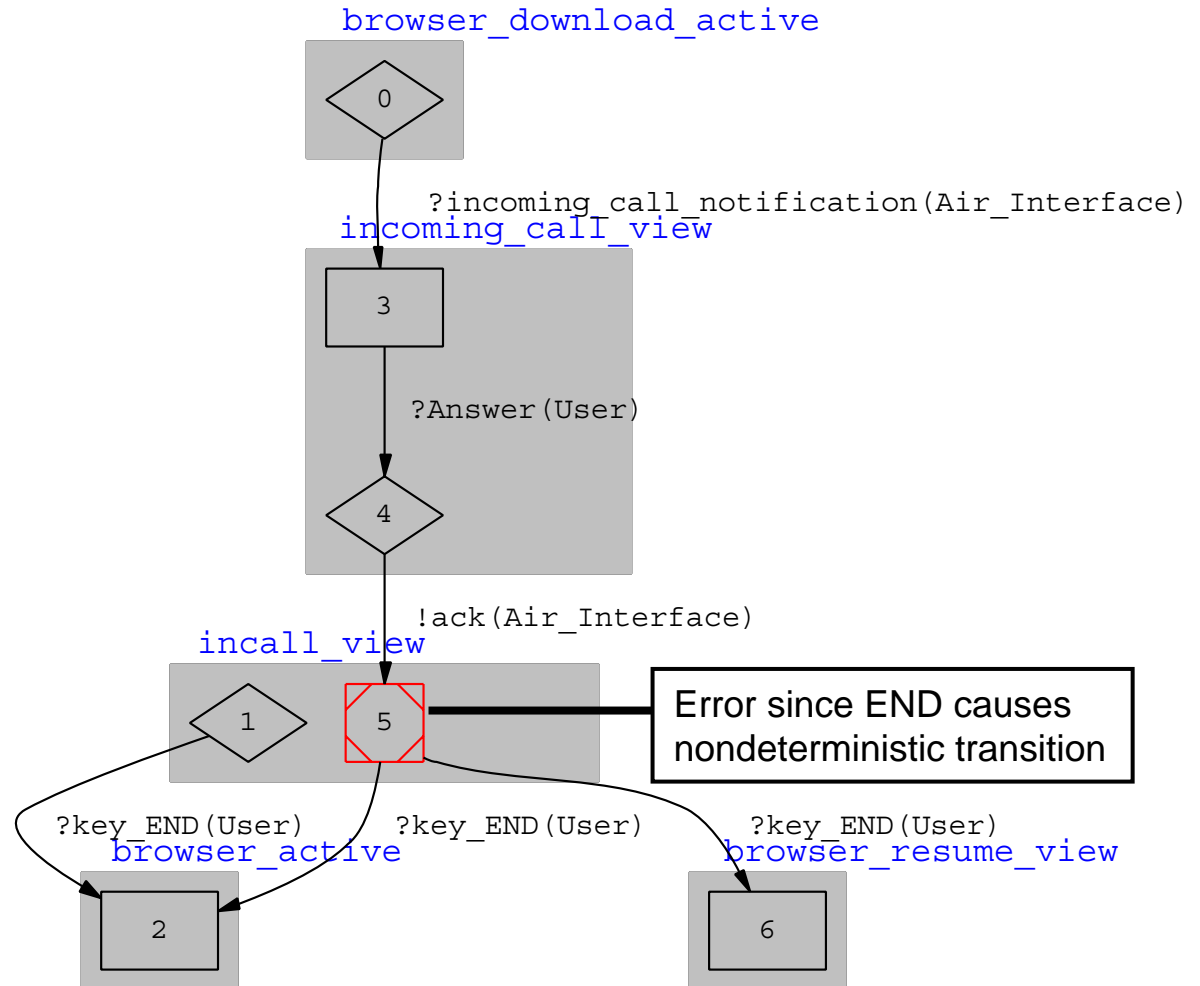 browser_download_active
0
?incoming_call_notification(Air_Interface)
incoming_call_view
3
?Answer(User)
4
!ack(Air_Interface)
incall_view
1
5
Error since END causes
nondeterministic transition
?key_END(User)
?key_END(User)
?key_END(User)
browser_active
browser_resume_view
2
6